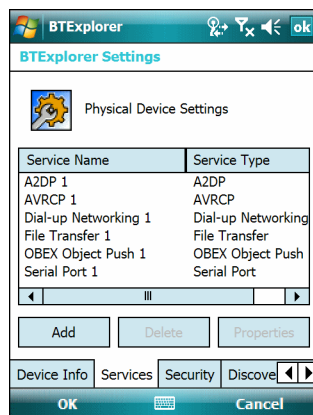 BTExplorer ok
BTExplorer Settings
Physical Device Settings
Service Name Service Type
A2DP 1 A2DP
AVRCP 1 AVRCP
Dial-up Networking 1 Dial-up Networking
File Transfer 1 File Transfer
OBEX Object Push 1 OBEX Object Push
Serial Port 1 Serial Port
Add Delete Properties
Device Info Services Security Discove
OK Cancel